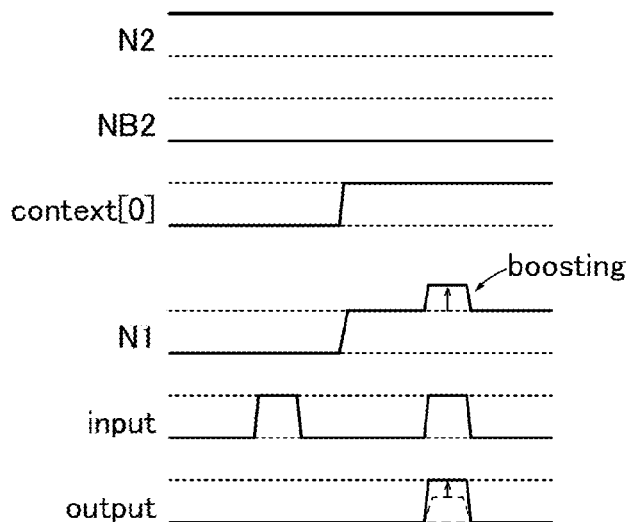 N2
NB2
context[0]
boosting
N1
input
output